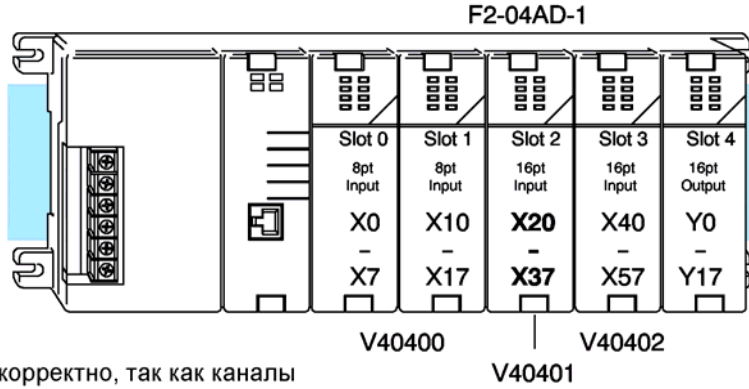 F2-04AD-1
Slot 0 Slot 1 Slot 2 Slot 3 Slot 4
8pt 8pt 16pt 16pt 16pt
Input Input Input Input Output
X0 X10 X20 X40 Y0
– – – – –
X7 X17 X37 X57 Y17
V40400 V40402
корректно, так как каналы V40401